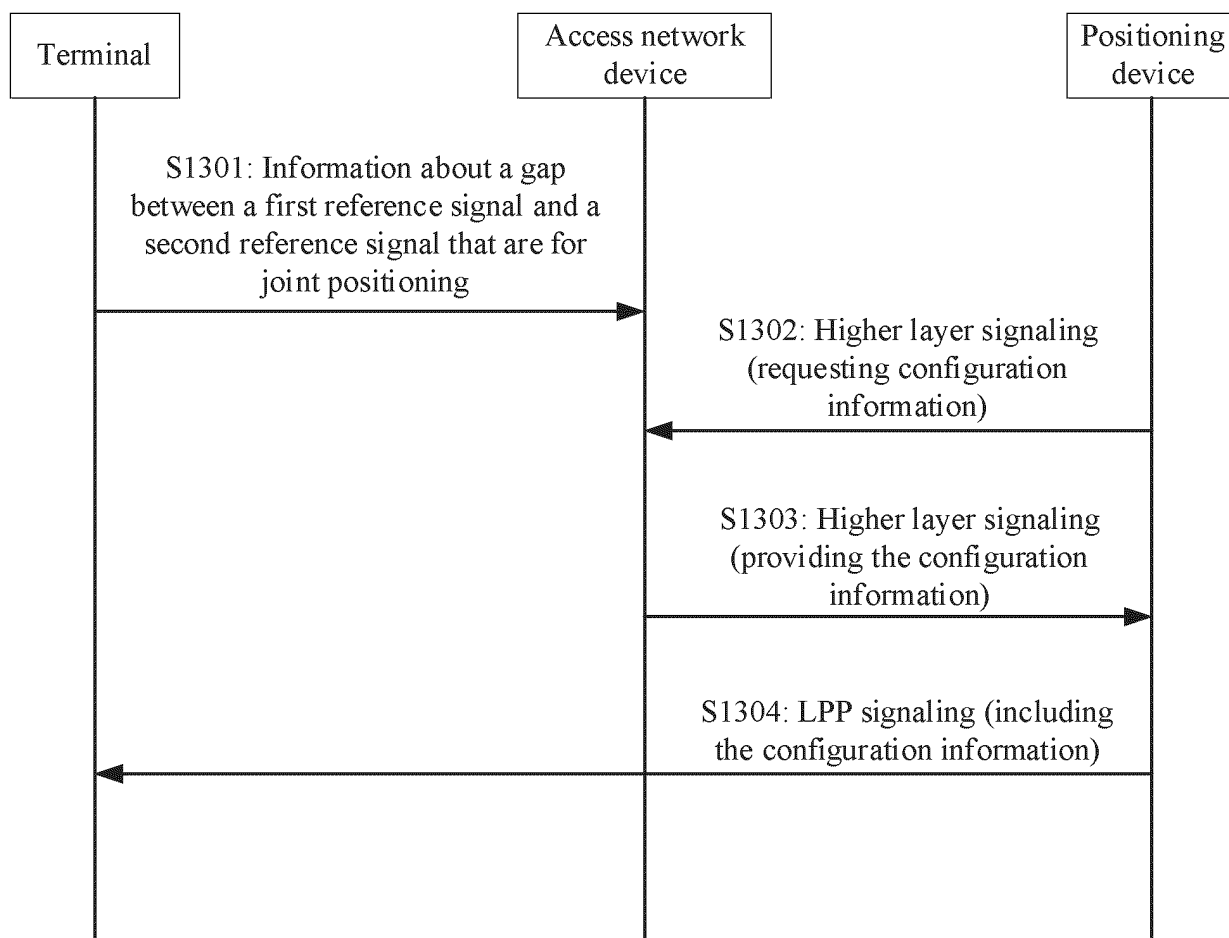 Terminal
Access network
device
Positioning
device
S1301: Information about a gap
between a first reference signal and a
second reference signal that are for
joint positioning
S1302: Higher layer signaling
(requesting configuration
information)
S1303: Higher layer signaling
(providing the configuration
information)
S1304: LPP signaling (including
the configuration information)